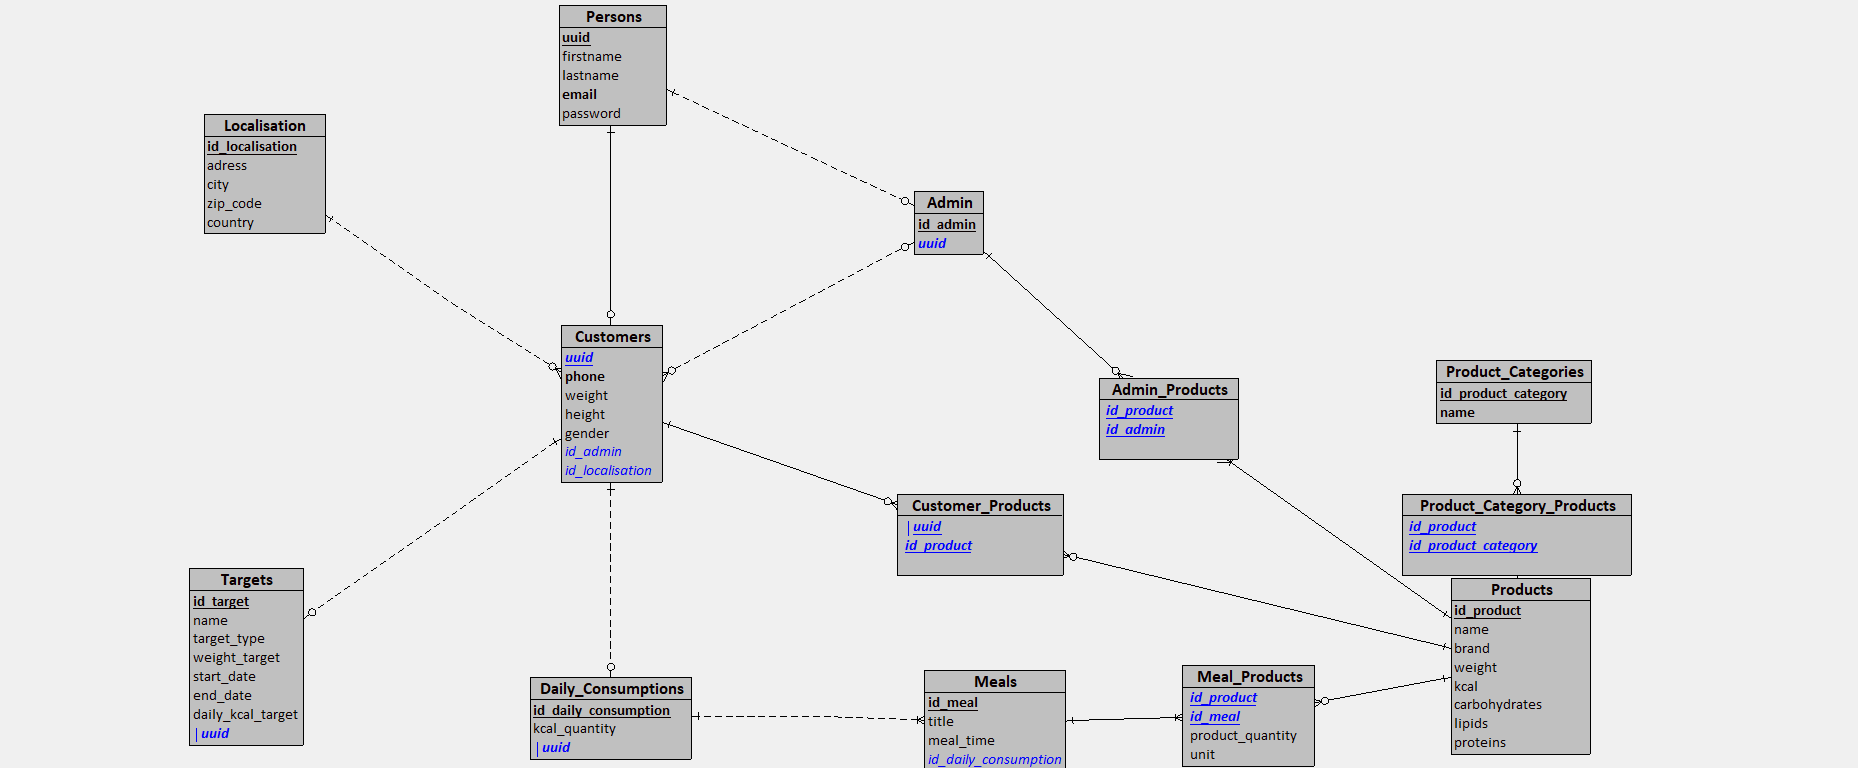 Persons
uuid
firstname
lastname
email
password
Localisation
id_localisation
adress
city
zip_code
country
Admin
id_admin
uuid
Customers
uuid
phone
weight
height
gender
id_admin
id_localisation
Admin_Products
id_product
id_admin
Product_Categories
id_product_category
name
Customer_Products
|uuid
id_product
Product_Category_Products
id_product
id_product_category
Targets
id_target
name
target_type
weight_target
start_date
end_date
daily_kcal_target
|uuid
Products
id_product
name
brand
weight
kcal
carbohydrates
lipids
proteins
Daily_Consumptions
id_daily_consumption
kcal_quantity
|uuid
Meals
id_meal
title
meal_time
id_daily_consumption
Meal_Products
id_product
id_meal
product_quantity
unit